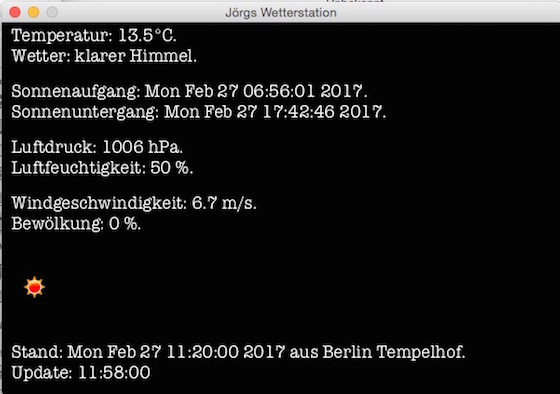 Jörgs Wetterstation
Temperatur: 13.5°C.
Wetter: klarer Himmel.
Sonnenaufgang: Mon Feb 27 06:56:01 2017.
Sonnenuntergang: Mon Feb 27 17:42:46 2017.
Luftdruck: 1006 hPa.
Luftfeuchtigkeit: 50 %.
Windgeschwindigkeit: 6.7 m/s.
Bewölkung: 0 %.
Stand: Mon Feb 27 11:20:00 2017 aus Berlin Tempelhof.
Update: 11:58:00